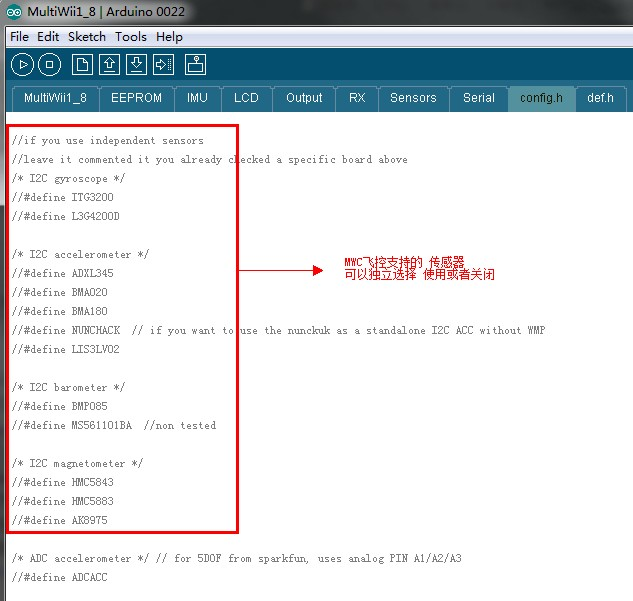 MultiWii1_8 | Arduino 0022
File Edit Sketch Tools Help
MultiWii1_8 EEPROM IMU LCD Output RX Sensors Serial config.h def.h
//if you use independent sensors
//leave it commented it you already checked a specific board above
/* I2C gyroscope */
//#define ITG3200
//#define L3G4200D
/* I2C accelerometer */
//#define ADXL345
//#define BMA020
//#define BMA180
//#define NUNCHACK // if you want to use the nunckuk as a standalone I2C ACC without WMP
//#define LIS3LV02
MWC飞控支持的 传感器
可以独立选择 使用或者关闭
/* I2C barometer */
//#define BMP085
//#define MS561101BA //non tested
/* I2C magnetometer */
//#define HMC5843
//#define HMC5883
//#define AK8975
/* ADC accelerometer */ // for 5DOF from sparkfun, uses analog PIN A1/A2/A3
//#define ADCACC